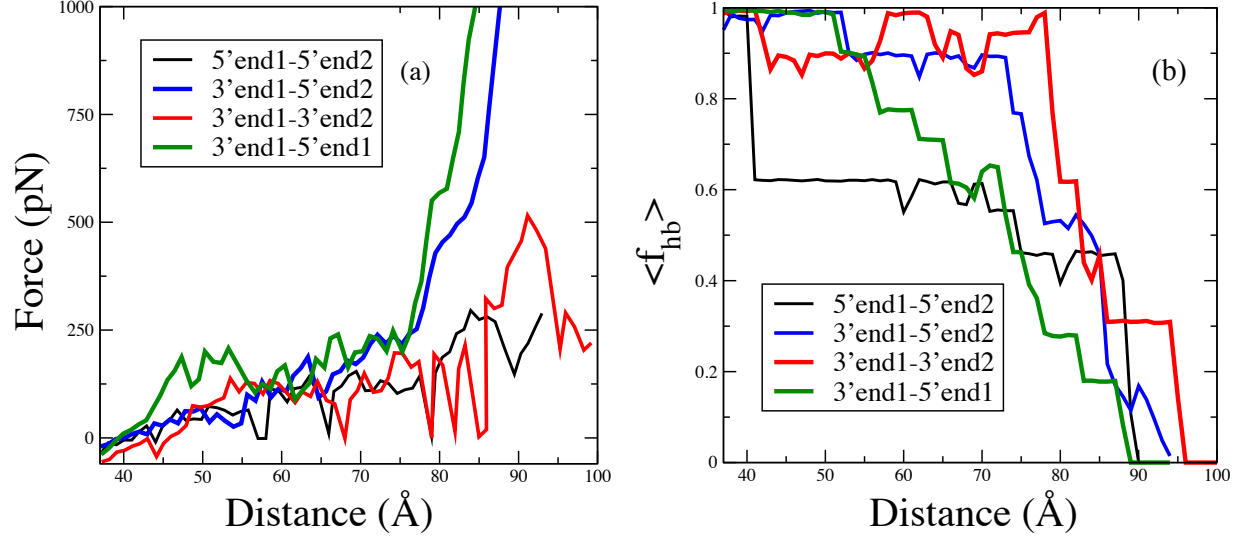 1000
750
500
250
0
Force (pN)
5'end1-5'end2
3'end1-5'end2
3'end1-3'end2
3'end1-5'end1
(a)
40 50 60 70 80 90 100
Distance (Å)
1
0.8
0.6
0.4
0.2
0
<f_hb>
(b)
5'end1-5'end2
3'end1-5'end2
3'end1-3'end2
3'end1-5'end1
40 50 60 70 80 90 100
Distance (Å)